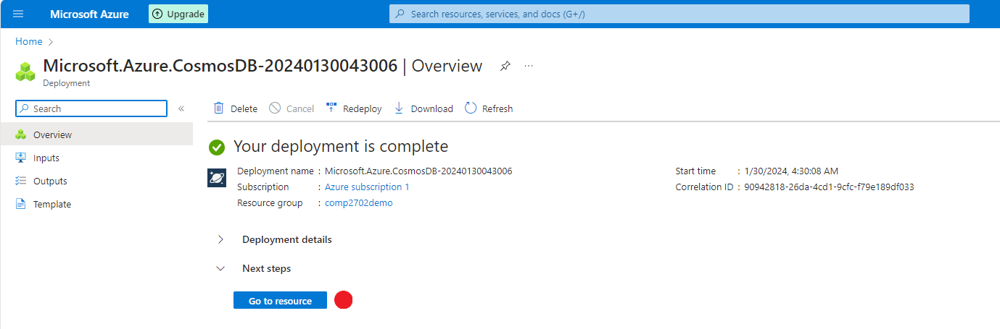 Microsoft Azure Upgrade Search resources, services, and docs (G+/)
Home
Microsoft.Azure.CosmosDB-20240130043006 | Overview ...
Deployment
Search « Delete Cancel Redeploy Download Refresh
Overview
Inputs
Outputs
Template
Your deployment is complete
Deployment name : Microsoft.Azure.CosmosDB-20240130043006
Subscription : Azure subscription 1
Resource group : comp2702demo
Start time : 1/30/2024, 4:30:08 AM
Correlation ID : 90942818-26da-4cd1-9cfc-f79e189df033
Deployment details
Next steps
Go to resource